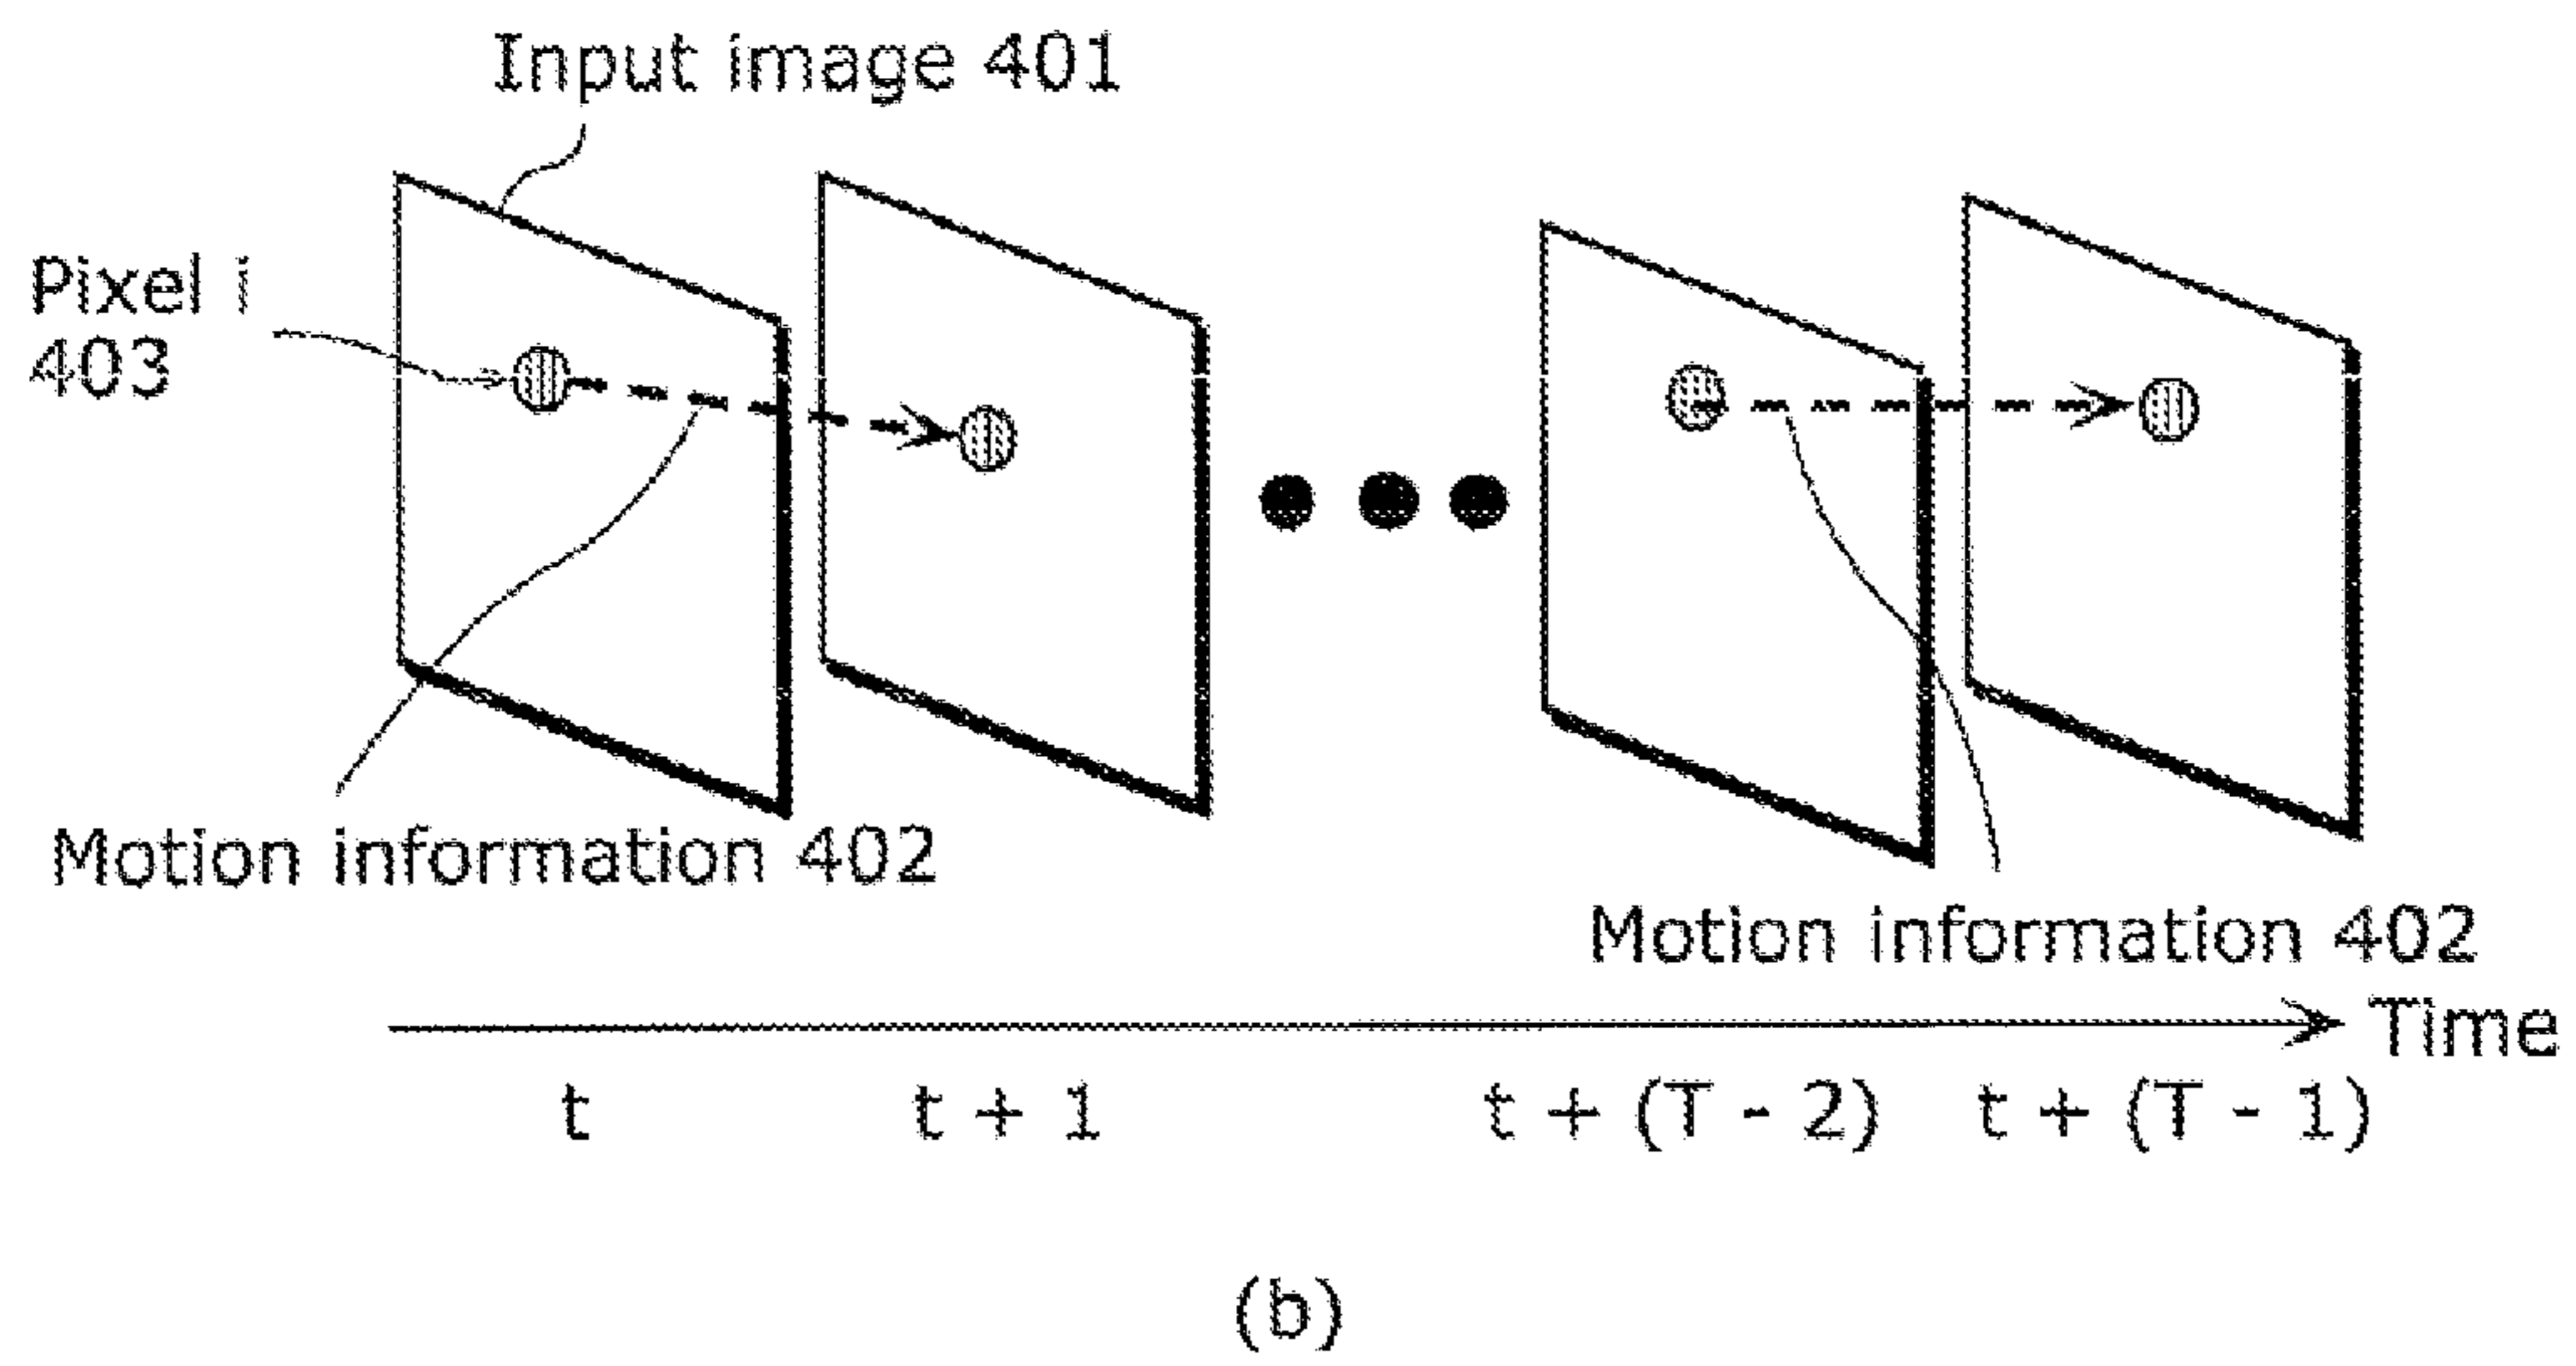 Input image 401
Pixel i
403
Motion information 402
Motion information 402
Time
t
t + 1
t + (T - 2)
t + (T - 1)
(b)